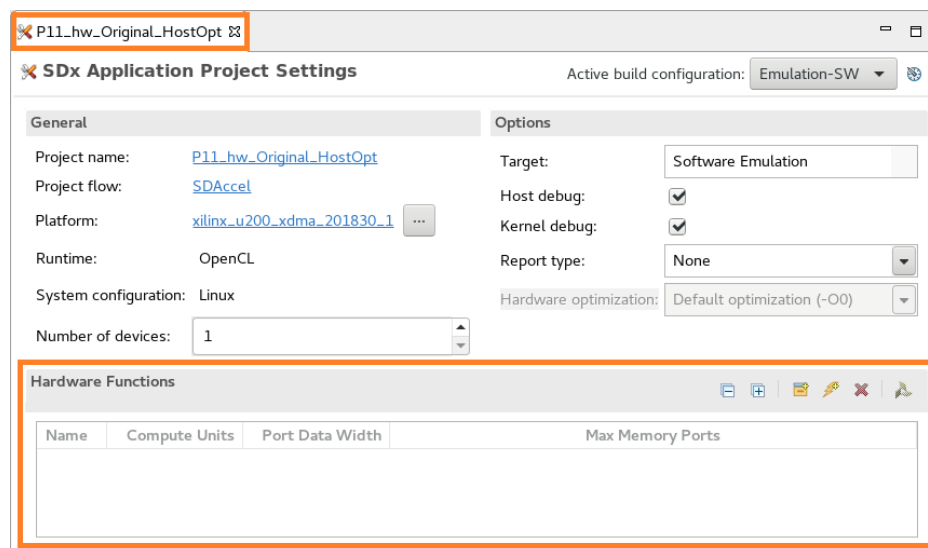 P11_hw_Original_HostOpt
SDx Application Project Settings
Active build configuration: Emulation-SW
General
Project name: P11_hw_Original_HostOpt
Project flow: SDAccel
Platform: xilinx_u200_xdma_201830_1 ...
Runtime: OpenCL
System configuration: Linux
Number of devices: 1
Options
Target: Software Emulation
Host debug:
Kernel debug:
Report type: None
Hardware optimization: Default optimization (-O0)
Hardware Functions
Name Compute Units Port Data Width Max Memory Ports